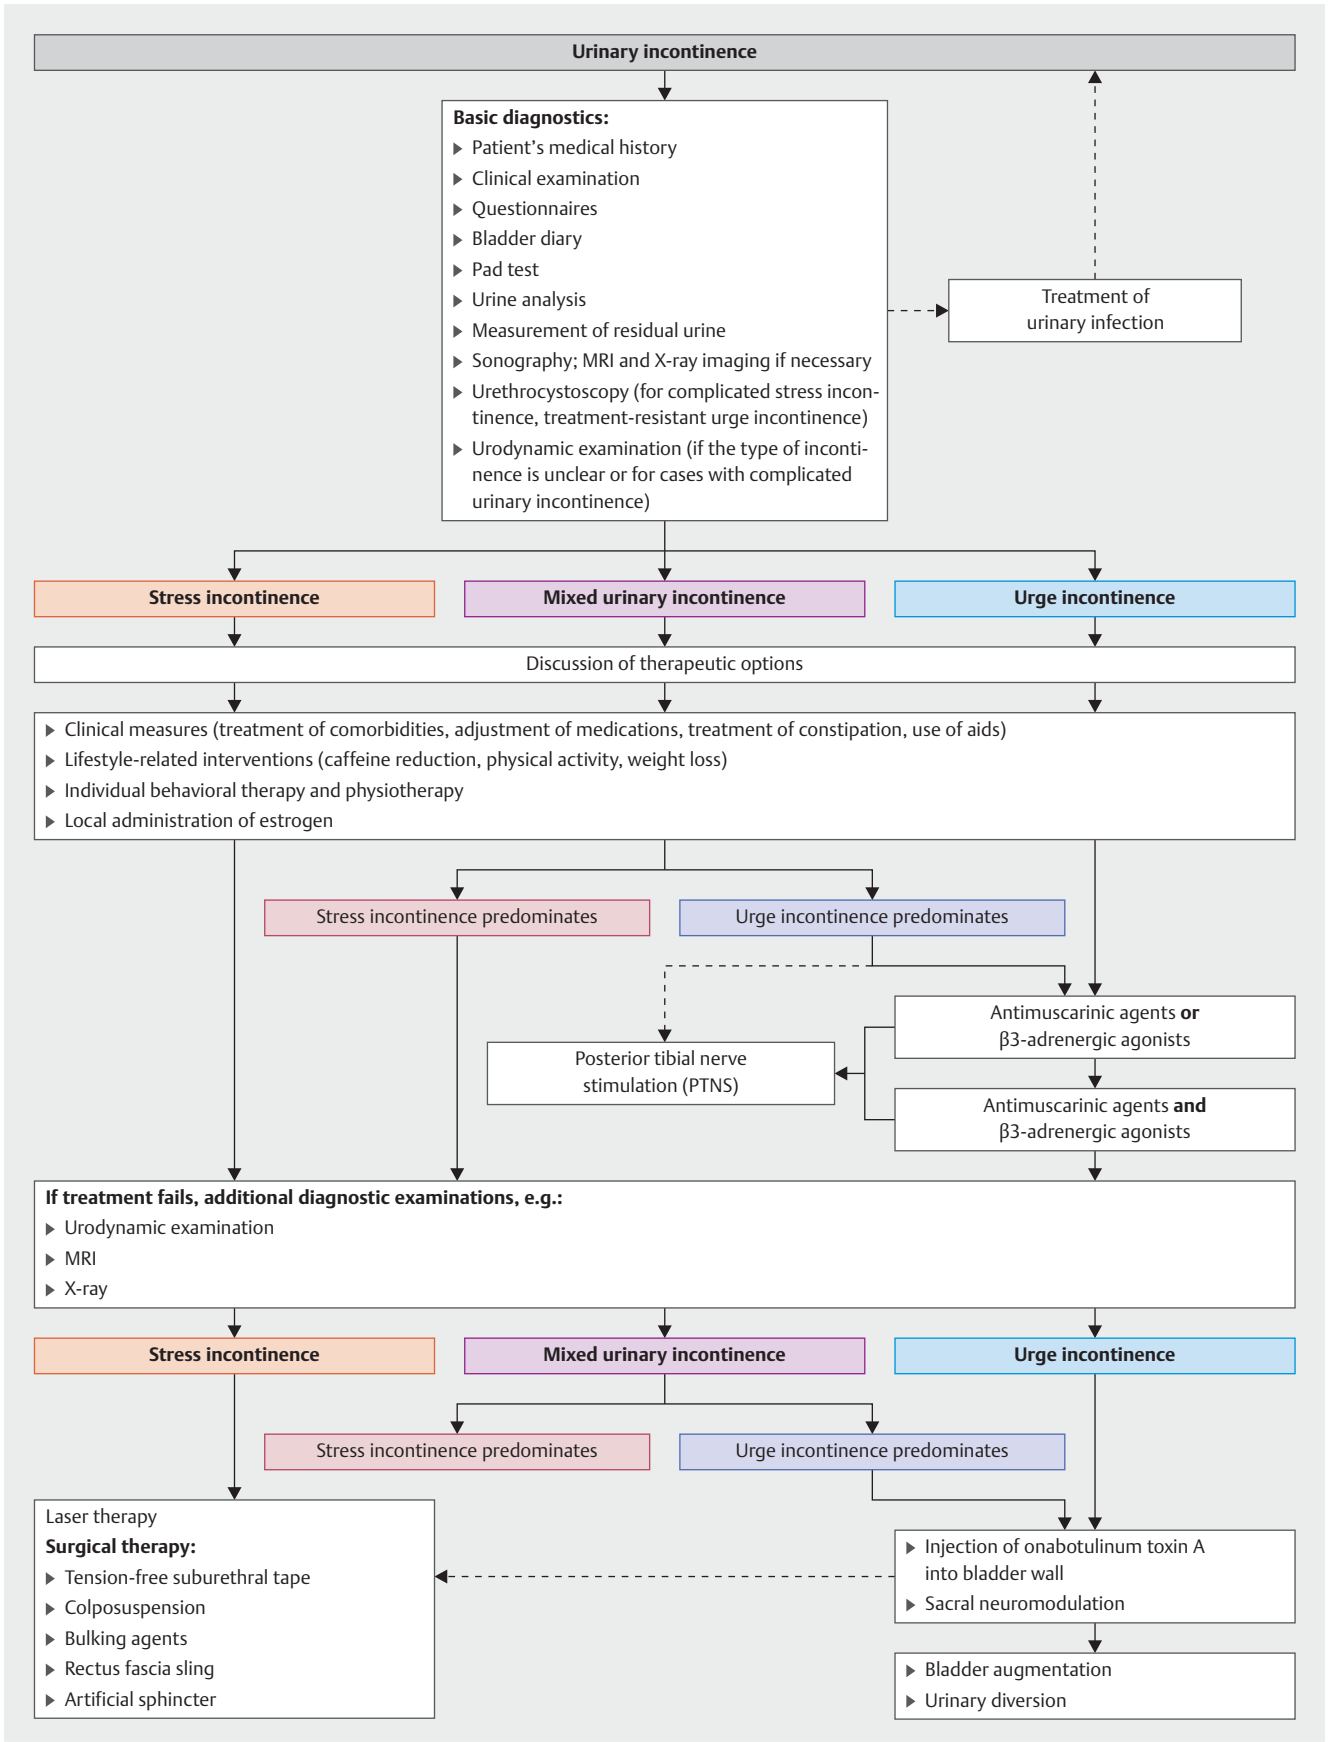 Urinary incontinence
Basic diagnostics:
▶ Patient's medical history
▶ Clinical examination
▶ Questionnaires
▶ Bladder diary
▶ Pad test
▶ Urine analysis
▶ Measurement of residual urine
▶ Sonography; MRI and X-ray imaging if necessary
▶ Urethrocystoscopy (for complicated stress incon-
tinence, treatment-resistant urge incontinence)
▶ Urodynamic examination (if the type of inconti-
nence is unclear or for cases with complicated
urinary incontinence)
Treatment of
urinary infection
Stress incontinence
Mixed urinary incontinence
Urge incontinence
Discussion of therapeutic options
▶ Clinical measures (treatment of comorbidities, adjustment of medications, treatment of constipation, use of aids)
▶ Lifestyle-related interventions (caffeine reduction, physical activity, weight loss)
▶ Individual behavioral therapy and physiotherapy
▶ Local administration of estrogen
Stress incontinence predominates
Urge incontinence predominates
Antimuscarinic agents or
β3-adrenergic agonists
Posterior tibial nerve
stimulation (PTNS)
Antimuscarinic agents and
β3-adrenergic agonists
If treatment fails, additional diagnostic examinations, e.g.:
▶ Urodynamic examination
▶ MRI
▶ X-ray
Stress incontinence
Mixed urinary incontinence
Urge incontinence
Stress incontinence predominates
Urge incontinence predominates
Laser therapy
Surgical therapy:
▶ Tension-free suburethral tape
▶ Colposuspension
▶ Bulking agents
▶ Rectus fascia sling
▶ Artificial sphincter
▶ Injection of onabotulinum toxin A
into bladder wall
▶ Sacral neuromodulation
▶ Bladder augmentation
▶ Urinary diversion